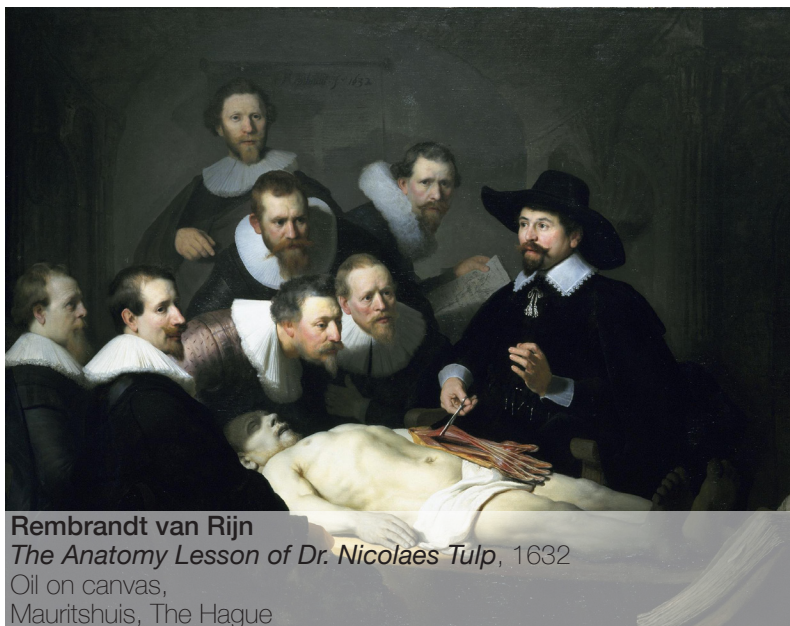 Rembrandt van Rijn
The Anatomy Lesson of Dr. Nicolaes Tulp, 1632
Oil on canvas,
Mauritshuis, The Hague